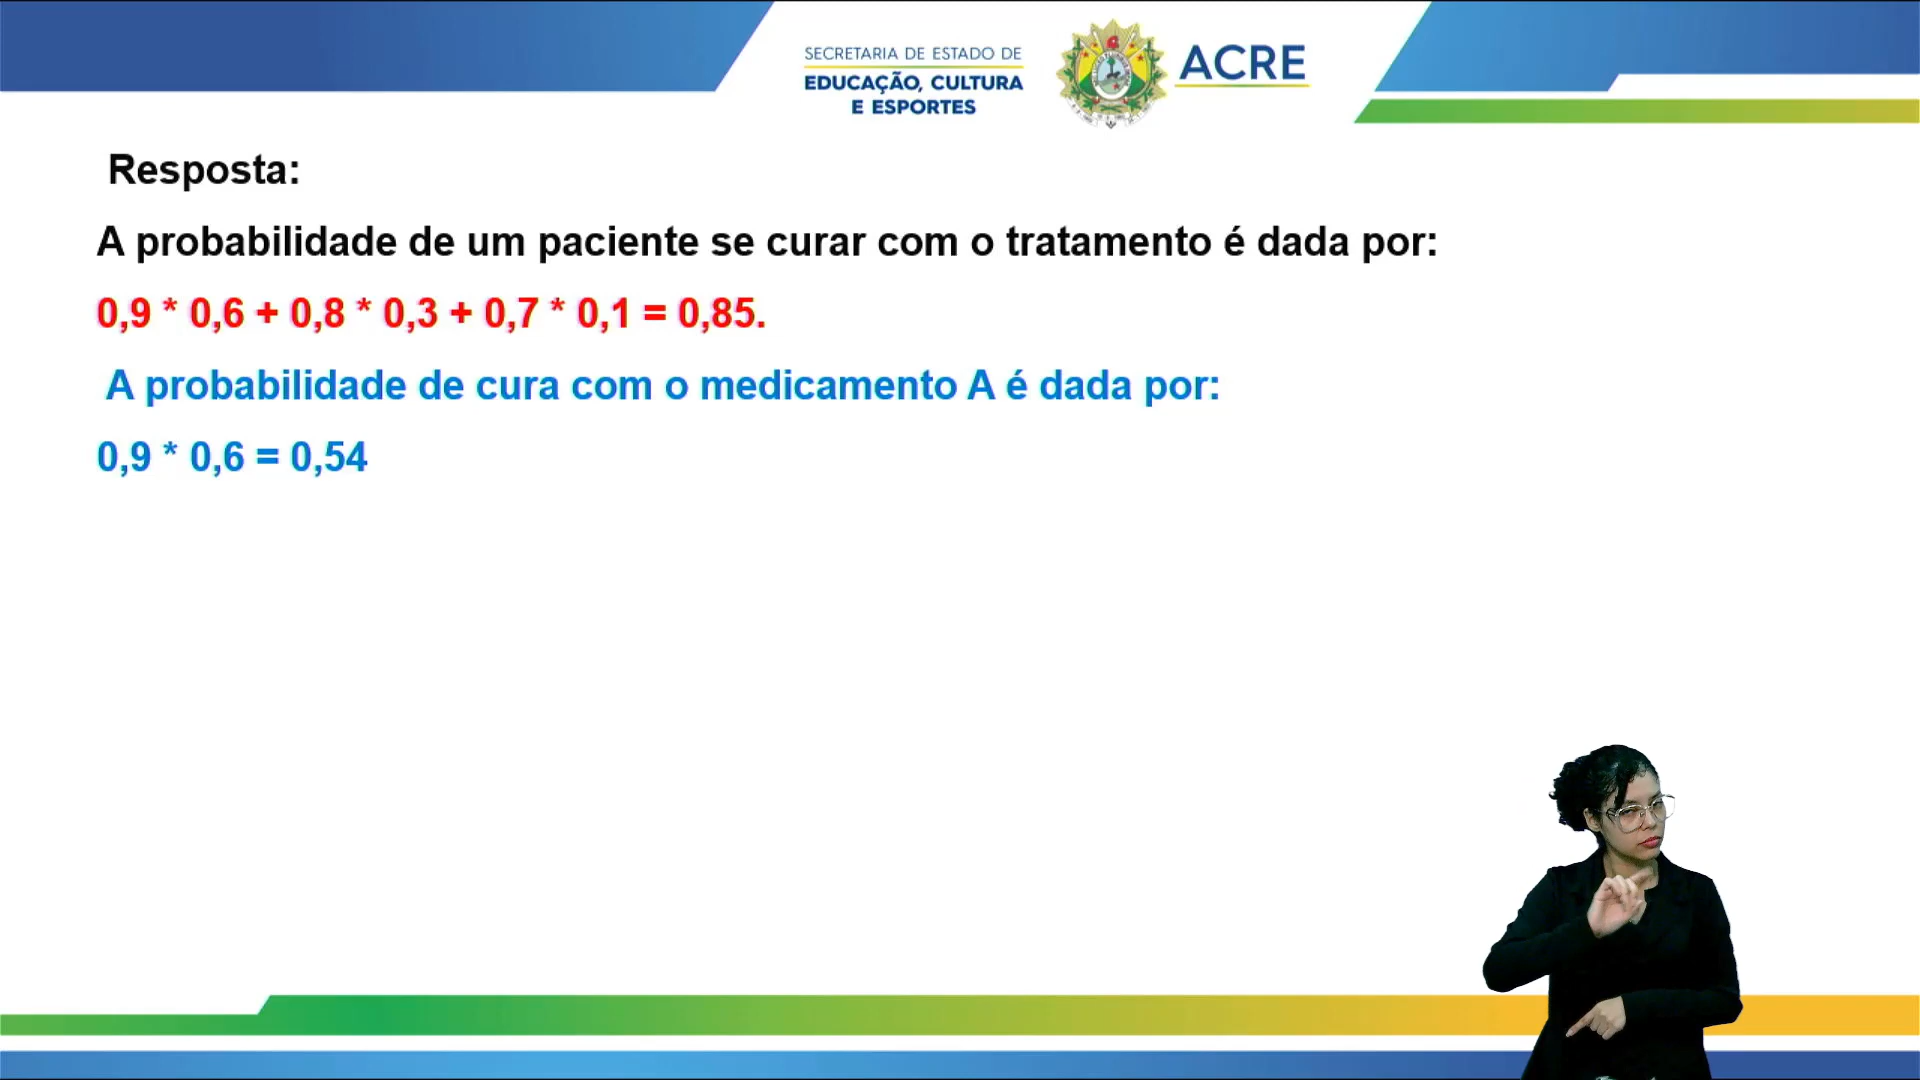 SECRETARIA DE ESTADO DE
EDUCAÇÃO, CULTURA
E ESPORTES
ACRE
Resposta:
A probabilidade de um paciente se curar com o tratamento é dada por:
0,9 * 0,6 + 0,8 * 0,3 + 0,7 * 0,1 = 0,85.
A probabilidade de cura com o medicamento A é dada por:
0,9 * 0,6 = 0,54